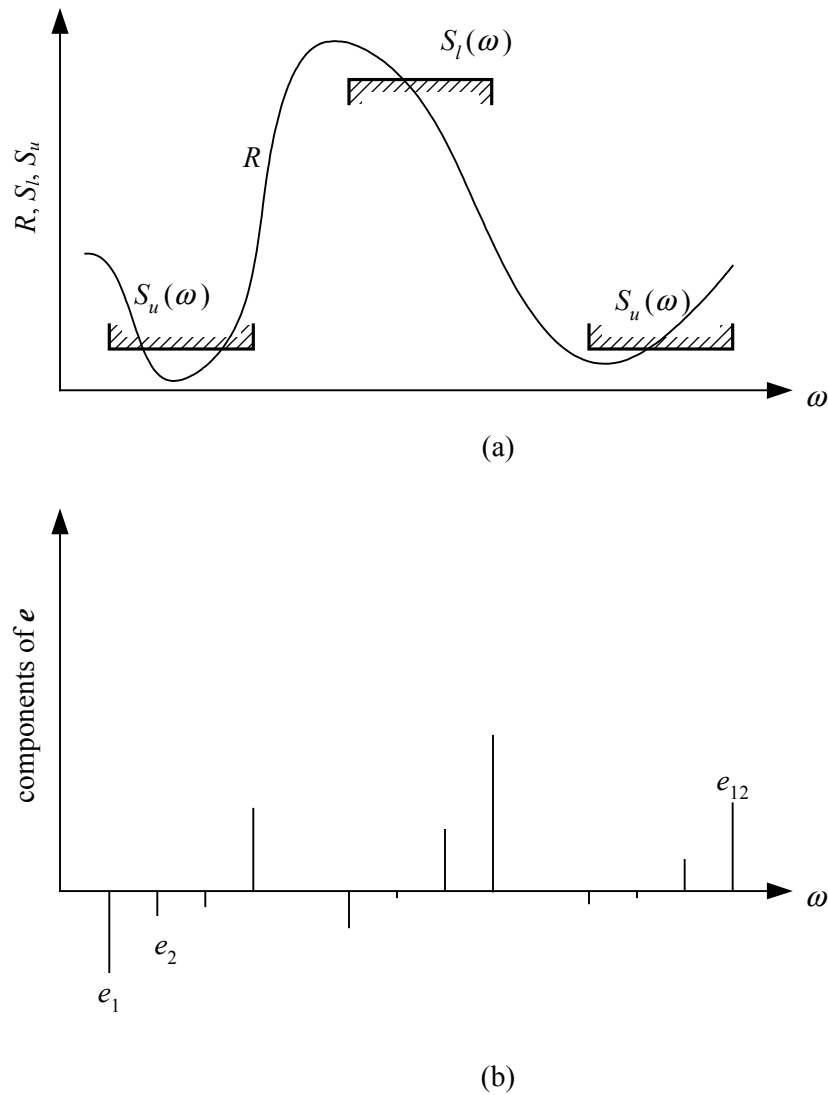 S_l(ω)
R, S_l, S_u
R
S_u(ω)
S_u(ω)
ω
(a)
components of e
e_12
ω
e_2
e_1
(b)